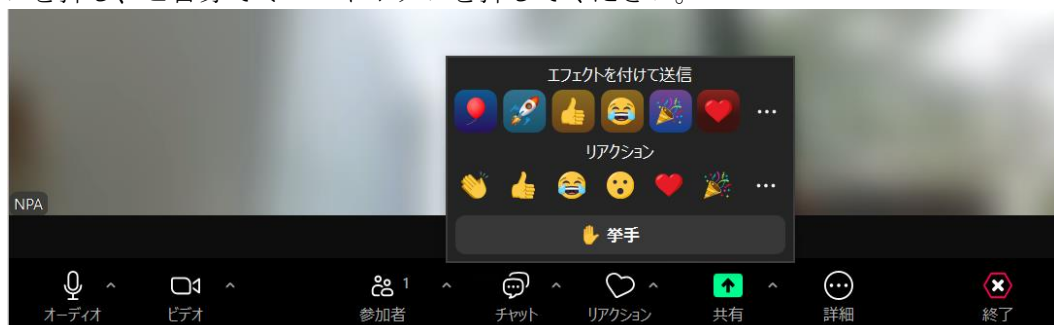 エフェクトを付けて送信
リアクション
NPA
✋ 挙手
オーディオ
ビデオ
参加者 1
チャット
リアクション
共有
詳細
終了